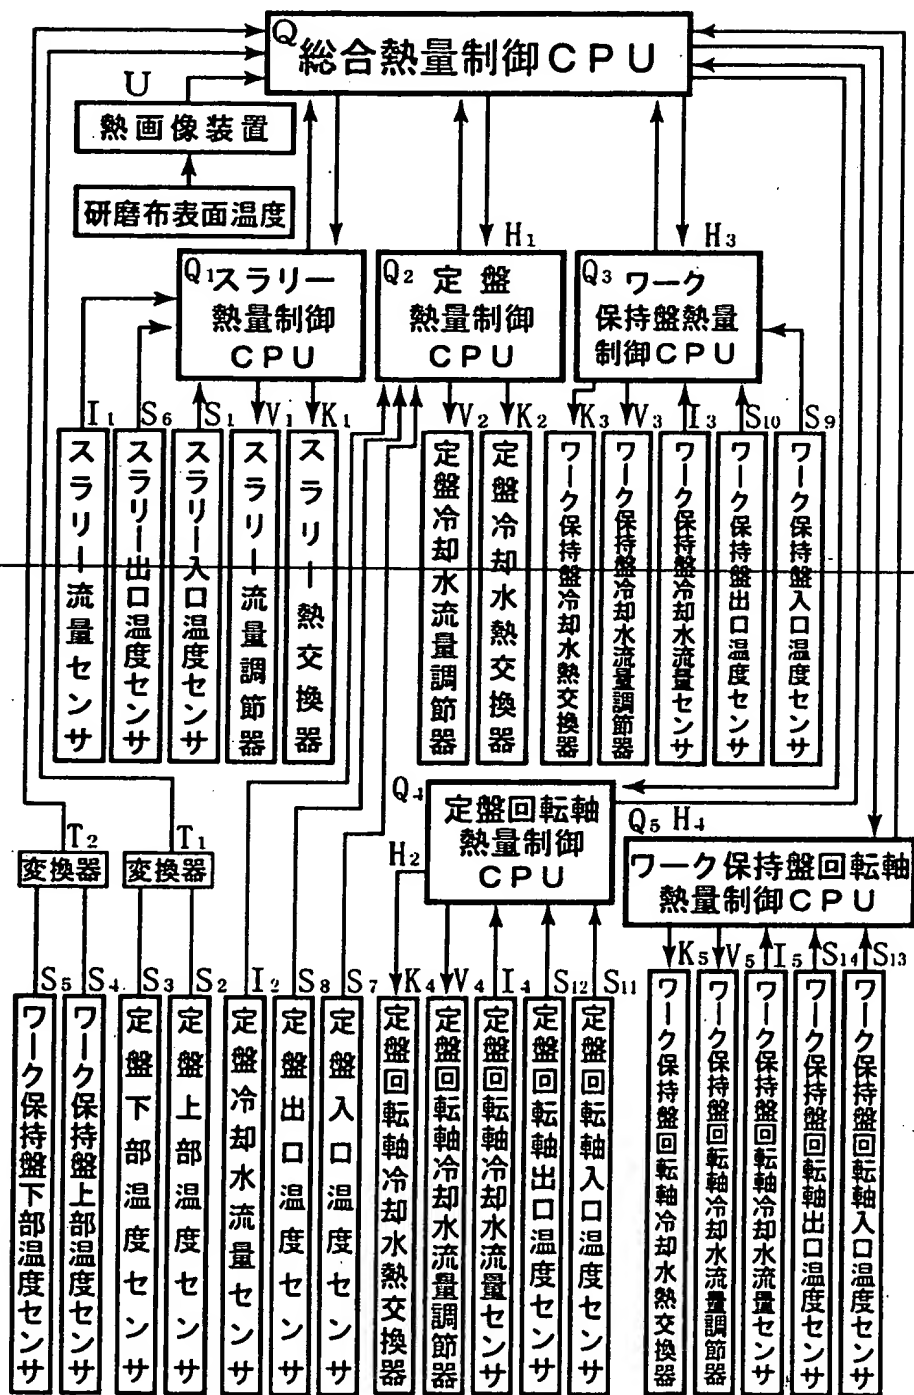 Q
総合熱量制御CPU
U
熱画像装置
研磨布表面温度
H1
H3
Q1 スラリー
熱量制御
CPU
Q2 定盤
熱量制御
CPU
Q3 ワーク
保持盤熱量
制御CPU
I1
S6
S1
V1
K1
V2
K2
K3
V3
I3
S10
S9
スラリー流量センサ
スラリー出口温度センサ
スラリー入口温度センサ
スラリー流量調節器
スラリー熱交換器
定盤冷却水流量調節器
定盤冷却水熱交換器
ワーク保持盤冷却水熱交換器
ワーク保持盤冷却水流量調節器
ワーク保持盤冷却水流量センサ
ワーク保持盤出口温度センサ
ワーク保持盤入口温度センサ
Q4
定盤回転軸
熱量制御
CPU
H2
Q5 H4
ワーク保持盤回転軸
熱量制御CPU
T2
変換器
T1
変換器
S5
S4
S3
S2
I2
S8
S7
K4
V4
I4
S12
S11
K5
V5
I5
S14
S13
ワーク保持盤下部温度センサ
ワーク保持盤上部温度センサ
定盤下部温度センサ
定盤上部温度センサ
定盤冷却水流量センサ
定盤出口温度センサ
定盤入口温度センサ
定盤回転軸冷却水熱交換器
定盤回転軸冷却水流量調節器
定盤回転軸冷却水流量センサ
定盤回転軸出口温度センサ
定盤回転軸入口温度センサ
ワーク保持盤回転軸冷却水熱交換器
ワーク保持盤回転軸冷却水流量調節器
ワーク保持盤回転軸冷却水流量センサ
ワーク保持盤回転軸出口温度センサ
ワーク保持盤回転軸入口温度センサ